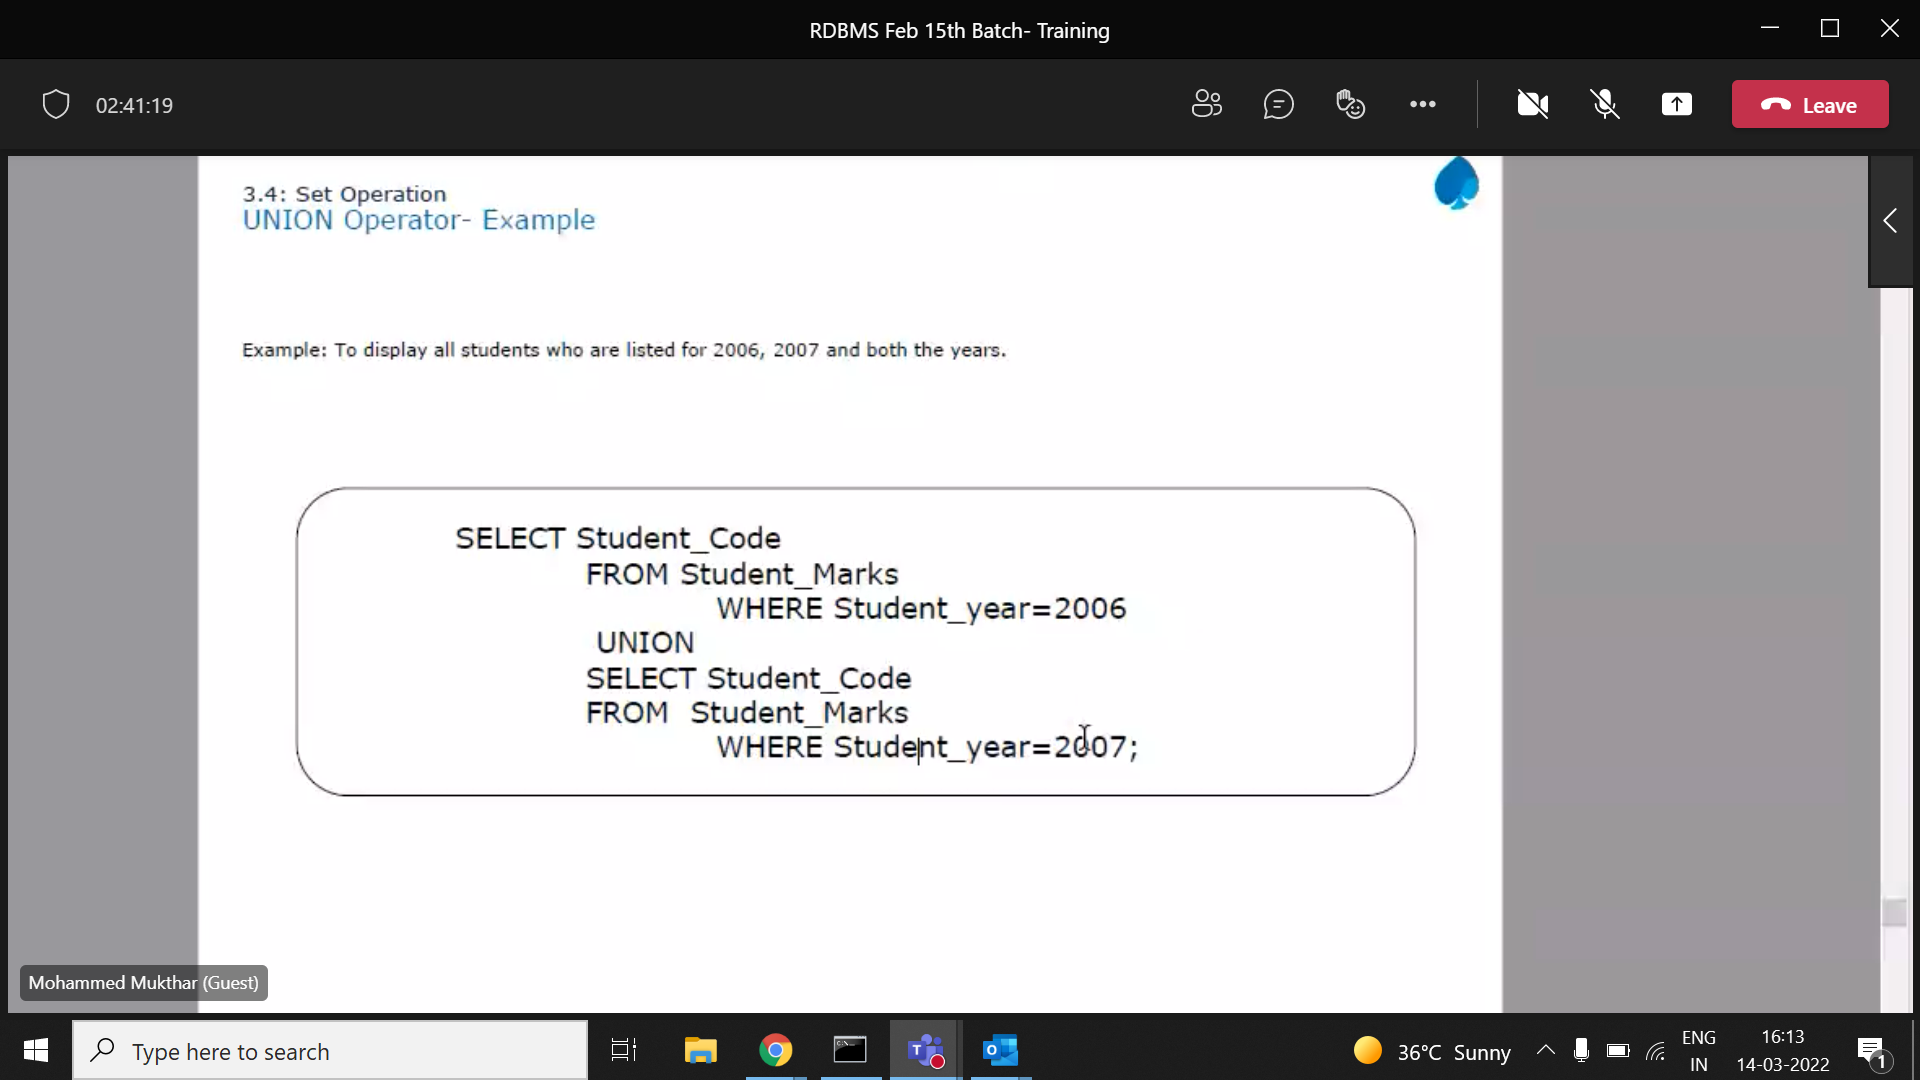 RDBMS Feb 15th Batch- Training
02:41:19
Leave
3.4: Set Operation
UNION Operator- Example
Example: To display all students who are listed for 2006, 2007 and both the years.
SELECT Student_Code
FROM Student_Marks
WHERE Student_year=2006
UNION
SELECT Student_Code
FROM Student_Marks
WHERE Student_year=2007;
Mohammed Mukthar (Guest)
Type here to search
36°C Sunny
ENG
IN
16:13
14-03-2022
1